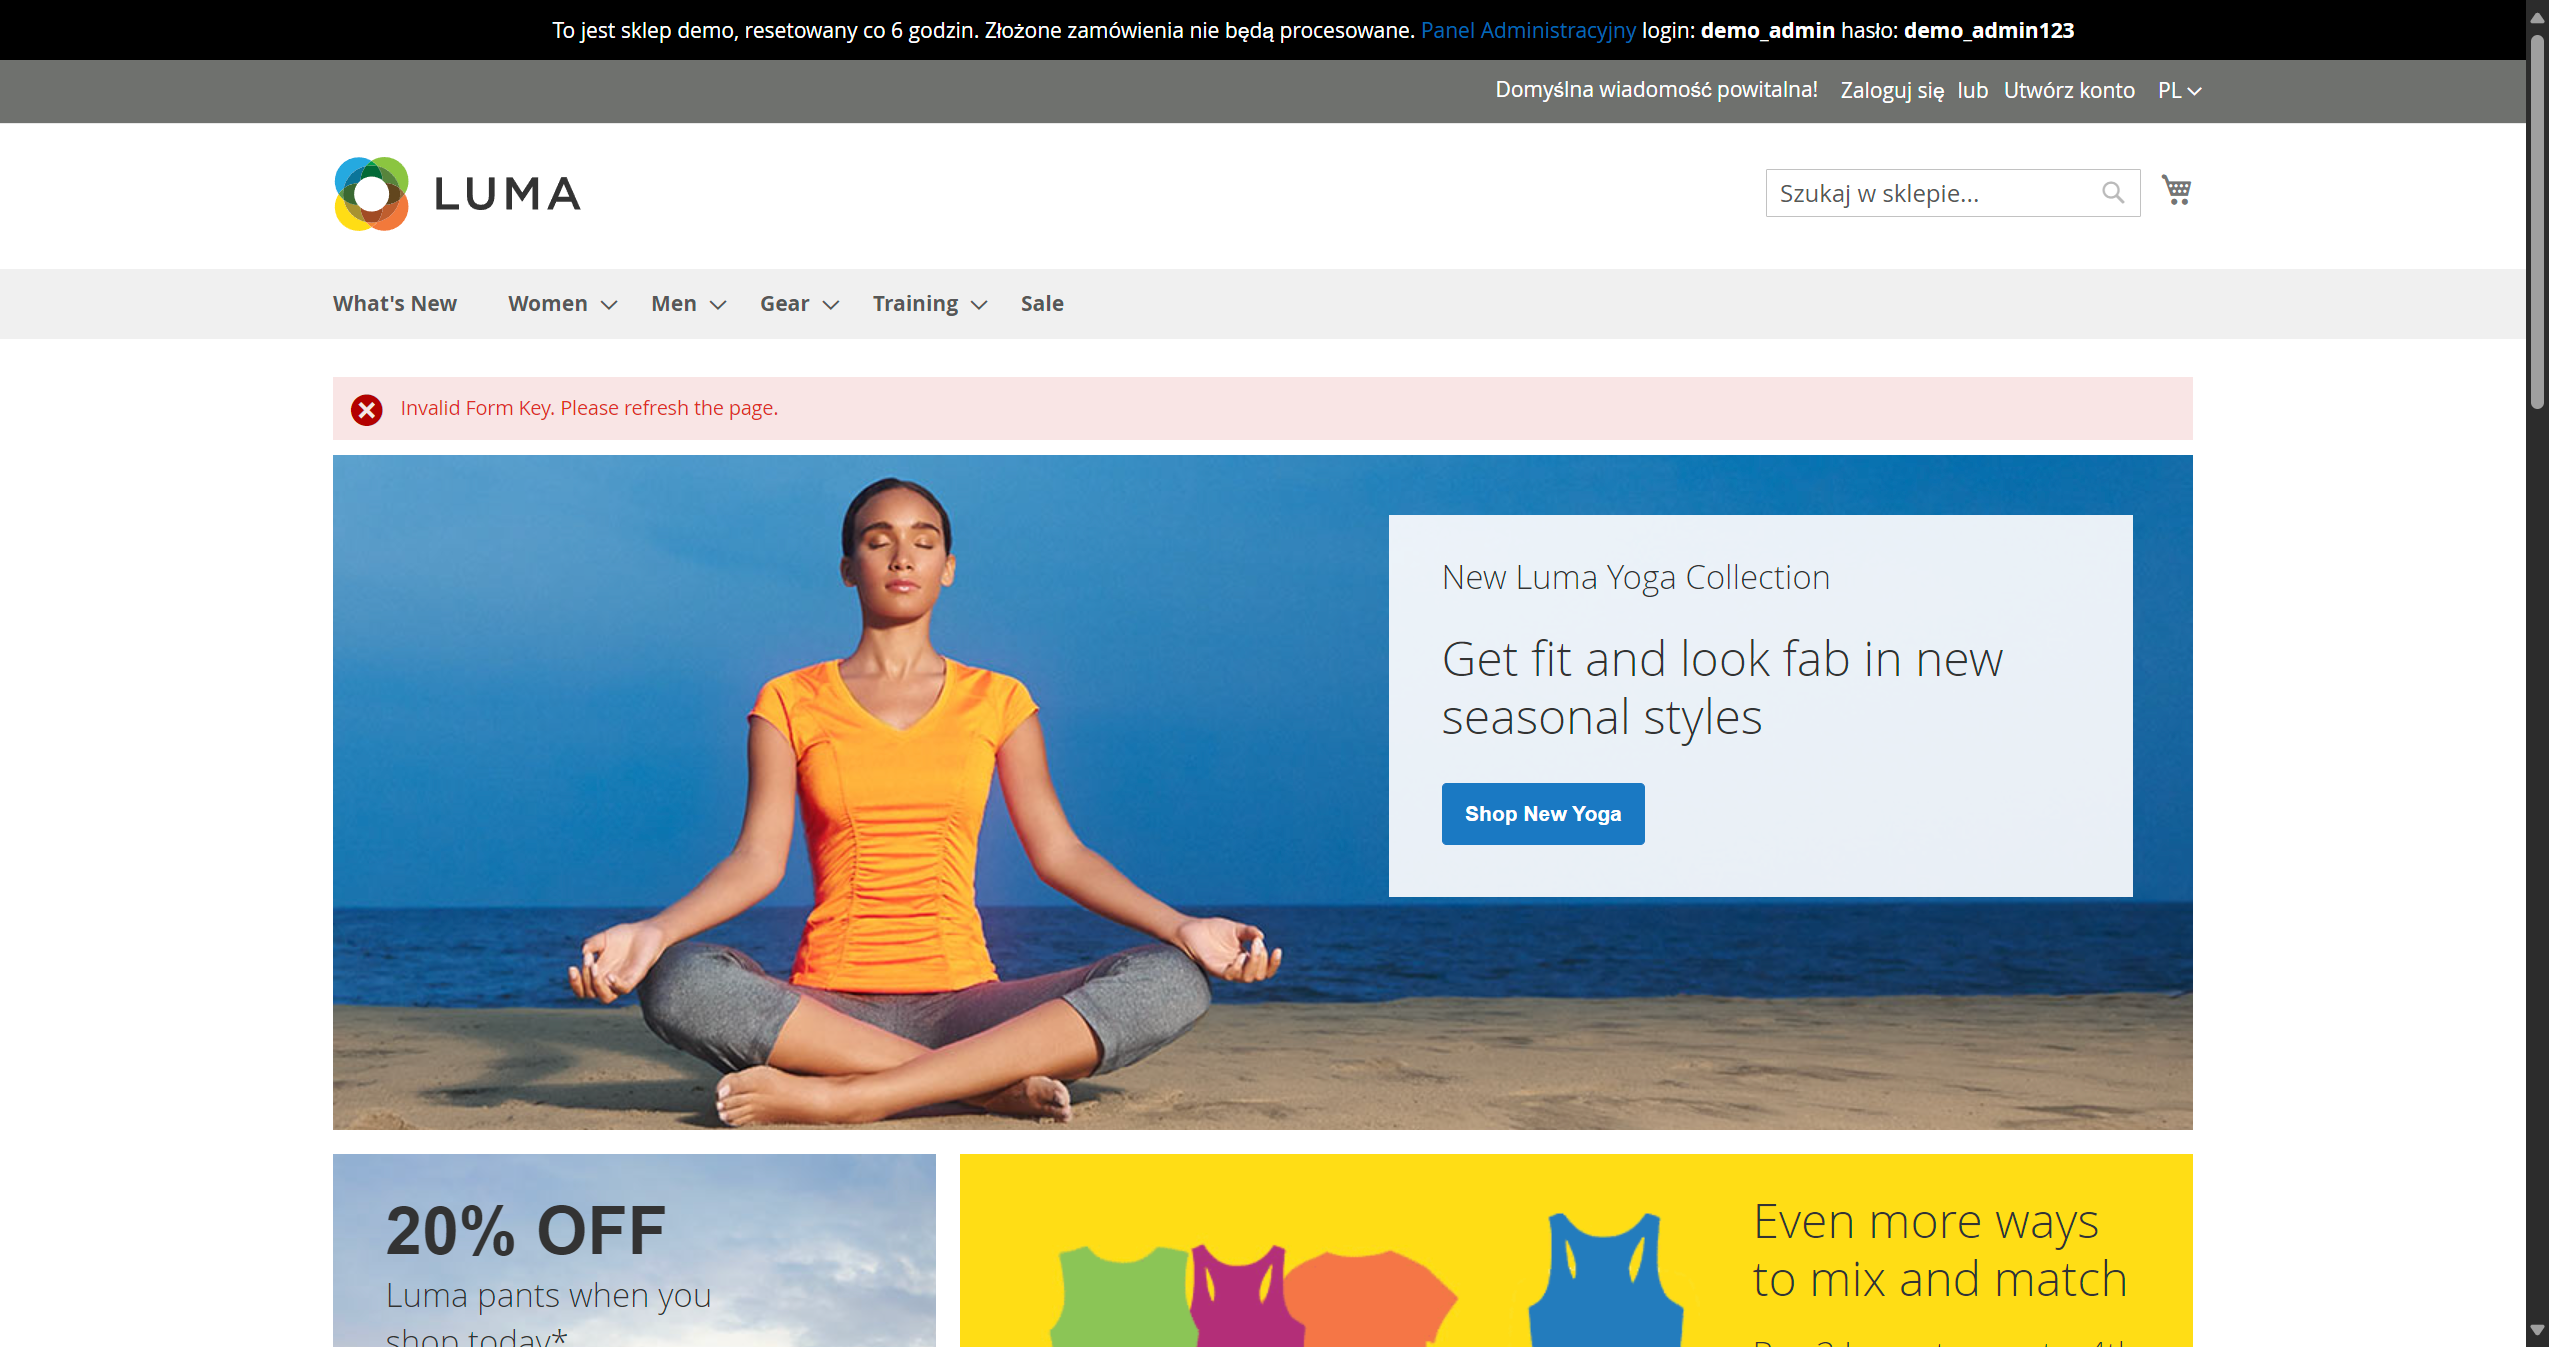 To jest sklep demo, resetowany co 6 godzin. Złożone zamówienia nie będą procesowane. Panel Administracyjny login: demo_admin hasło: demo_admin123
Domyślna wiadomość powitalna! Zaloguj się lub Utwórz konto PL
LUMA
Szukaj w sklepie...
What's New Women Men Gear Training Sale
Invalid Form Key. Please refresh the page.
New Luma Yoga Collection
Get fit and look fab in new
seasonal styles
Shop New Yoga
20% OFF
Luma pants when you
shop today*
Even more ways
to mix and match